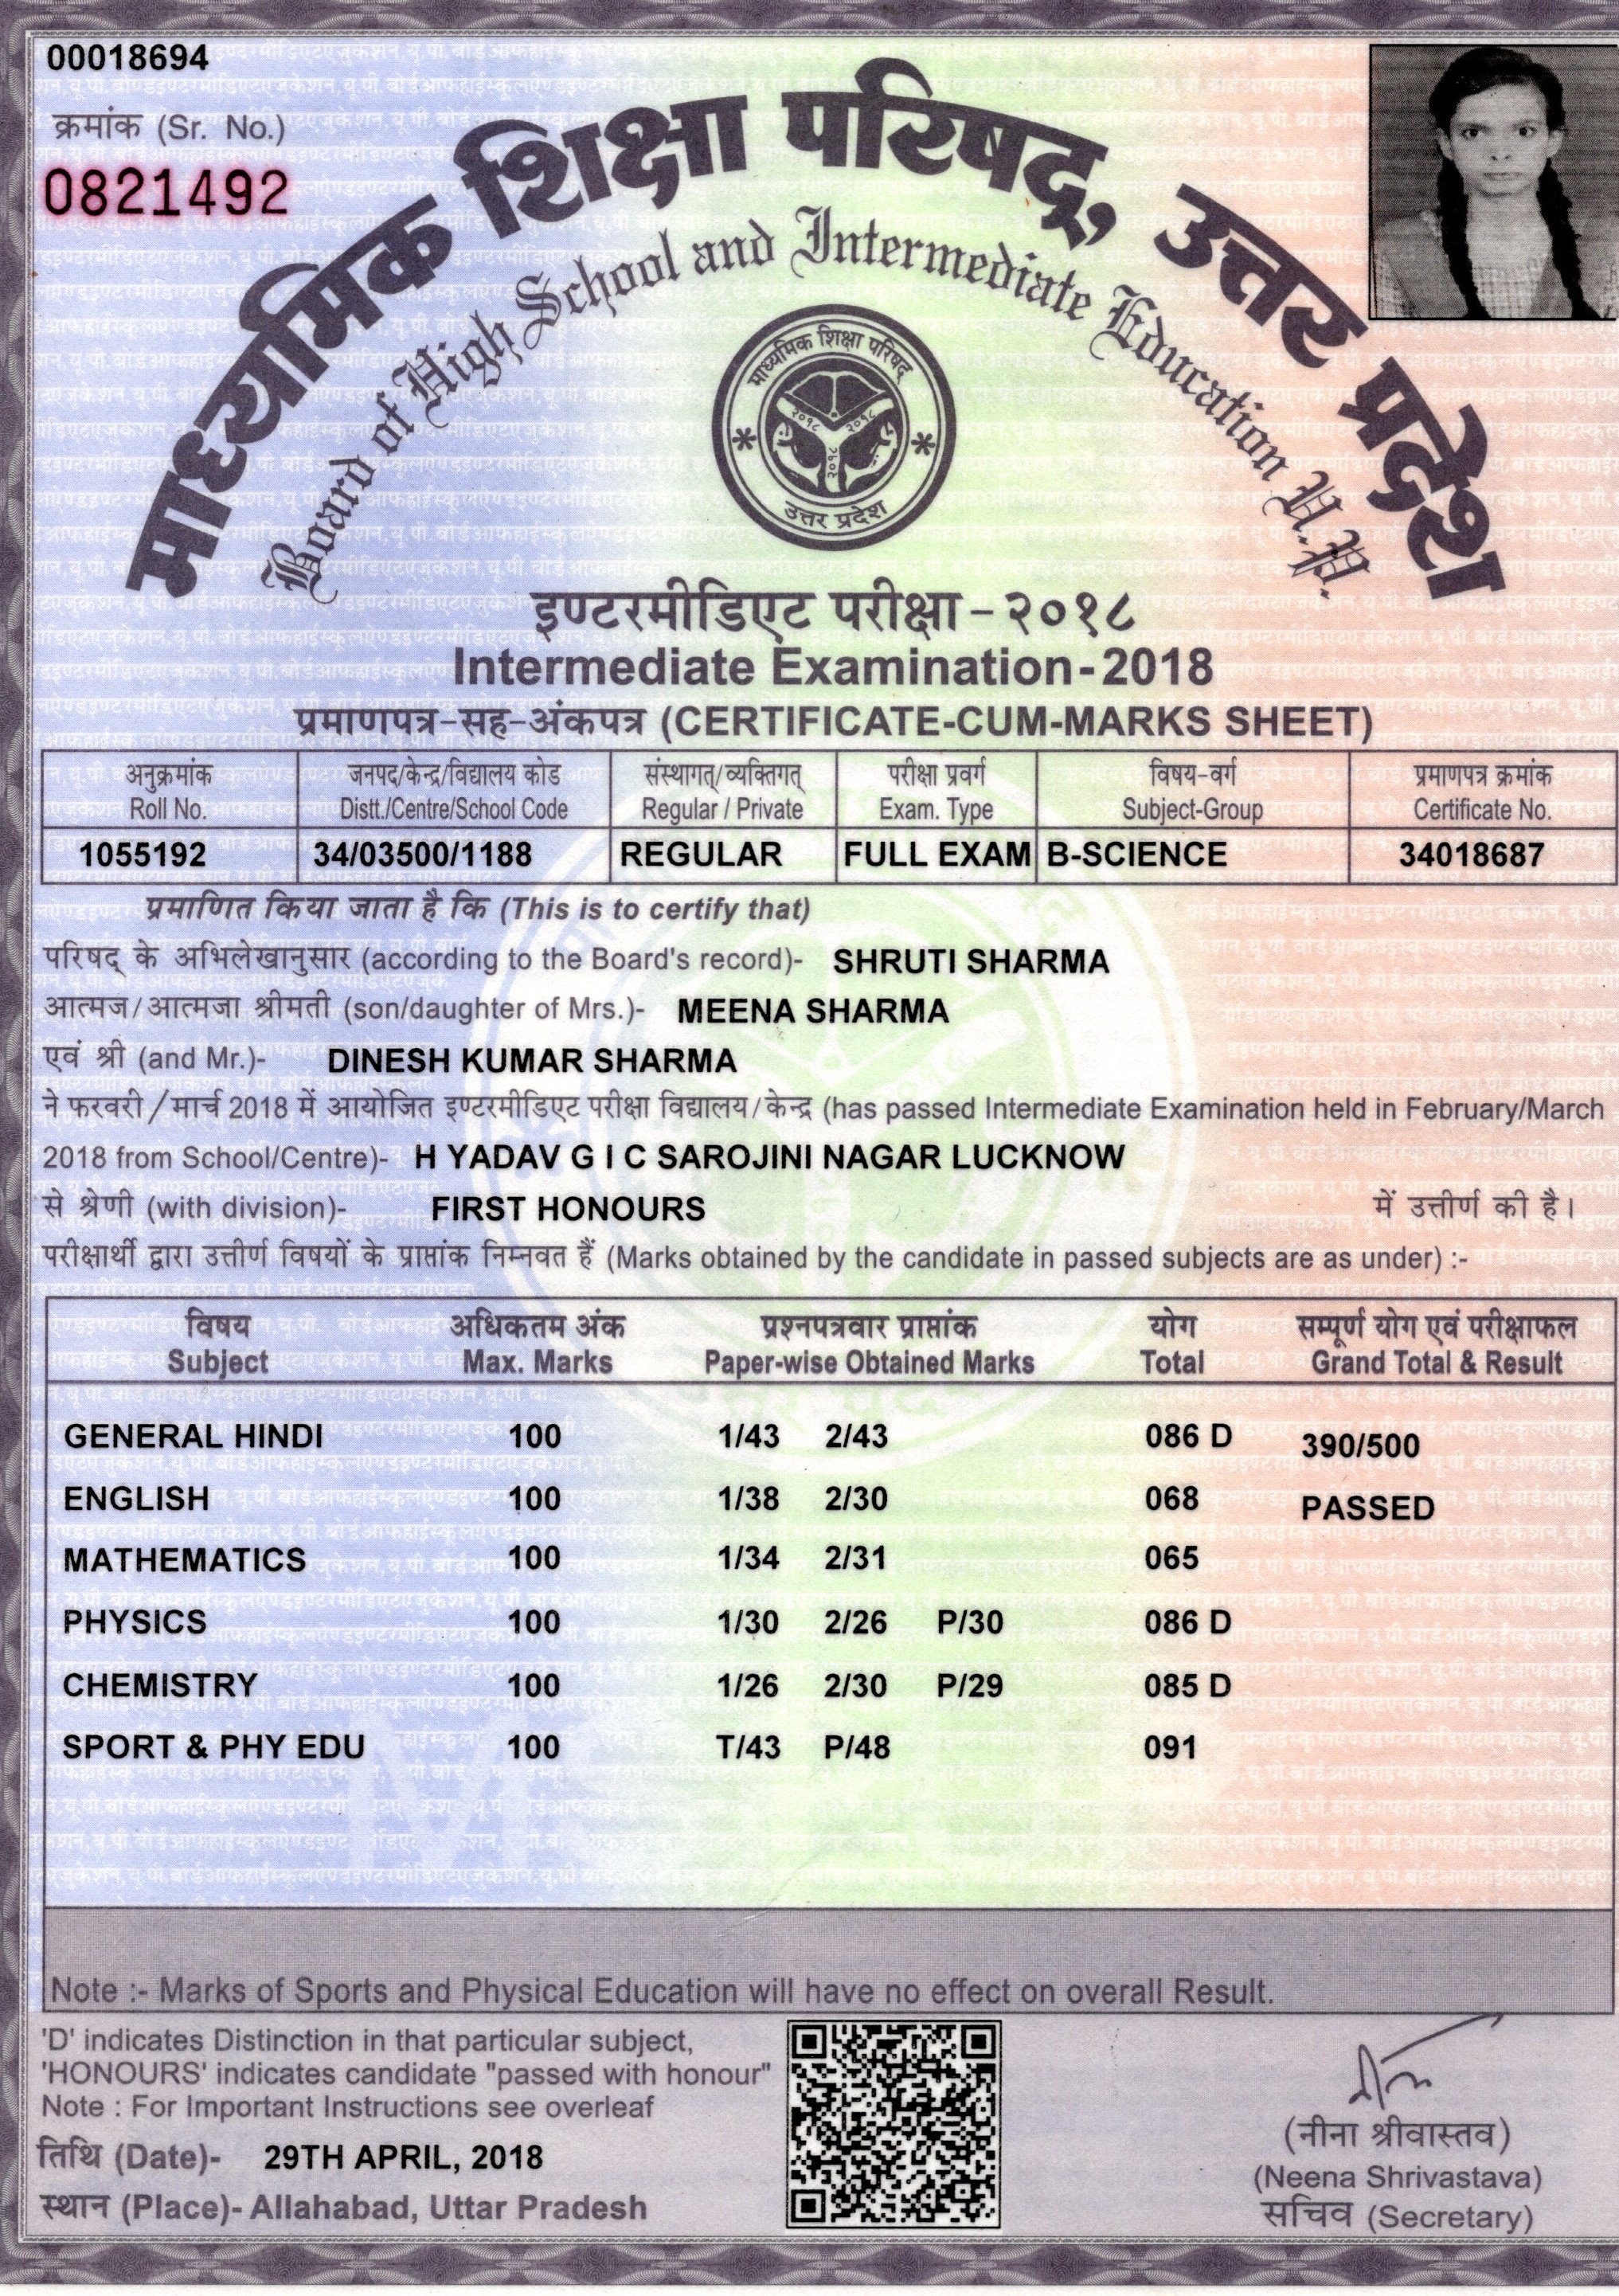 00018694
क्रमांक (Sr. No.)
0821492
माध्यमिक शिक्षा परिषद्, उत्तर प्रदेश
Board of High School and Intermediate Education U.P.
माध्यमिक शिक्षा परिषद्
२०१८ २०१८
२०१८
उत्तर प्रदेश
इण्टरमीडिएट परीक्षा - २०१८
Intermediate Examination - 2018
प्रमाणपत्र-सह-अंकपत्र (CERTIFICATE-CUM-MARKS SHEET)
अनुक्रमांक जनपद/केन्द्र/विद्यालय कोड संस्थागत्/व्यक्तिगत् परीक्षा प्रवर्ग विषय-वर्ग प्रमाणपत्र क्रमांक
Roll No. Distt./Centre/School Code Regular / Private Exam. Type Subject-Group Certificate No.
1055192 34/03500/1188 REGULAR FULL EXAM B-SCIENCE 34018687
प्रमाणित किया जाता है कि (This is to certify that)
परिषद् के अभिलेखानुसार (according to the Board's record)- SHRUTI SHARMA
आत्मज/आत्मजा श्रीमती (son/daughter of Mrs.)- MEENA SHARMA
एवं श्री (and Mr.)- DINESH KUMAR SHARMA
ने फरवरी/मार्च 2018 में आयोजित इण्टरमीडिएट परीक्षा विद्यालय/केन्द्र (has passed Intermediate Examination held in February/March
2018 from School/Centre)- H YADAV G I C SAROJINI NAGAR LUCKNOW
से श्रेणी (with division)- FIRST HONOURS में उत्तीर्ण की है।
परीक्षार्थी द्वारा उत्तीर्ण विषयों के प्राप्तांक निम्नवत हैं (Marks obtained by the candidate in passed subjects are as under) :-
विषय अधिकतम अंक प्रश्नपत्रवार प्राप्तांक योग सम्पूर्ण योग एवं परीक्षाफल
Subject Max. Marks Paper-wise Obtained Marks Total Grand Total & Result
GENERAL HINDI 100 1/43 2/43 086 D 390/500
ENGLISH 100 1/38 2/30 068 PASSED
MATHEMATICS 100 1/34 2/31 065
PHYSICS 100 1/30 2/26 P/30 086 D
CHEMISTRY 100 1/26 2/30 P/29 085 D
SPORT & PHY EDU 100 T/43 P/48 091
Note :- Marks of Sports and Physical Education will have no effect on overall Result.
'D' indicates Distinction in that particular subject,
'HONOURS' indicates candidate "passed with honour"
Note : For Important Instructions see overleaf
तिथि (Date)- 29TH APRIL, 2018
स्थान (Place)- Allahabad, Uttar Pradesh
(नीना श्रीवास्तव)
(Neena Shrivastava)
सचिव (Secretary)